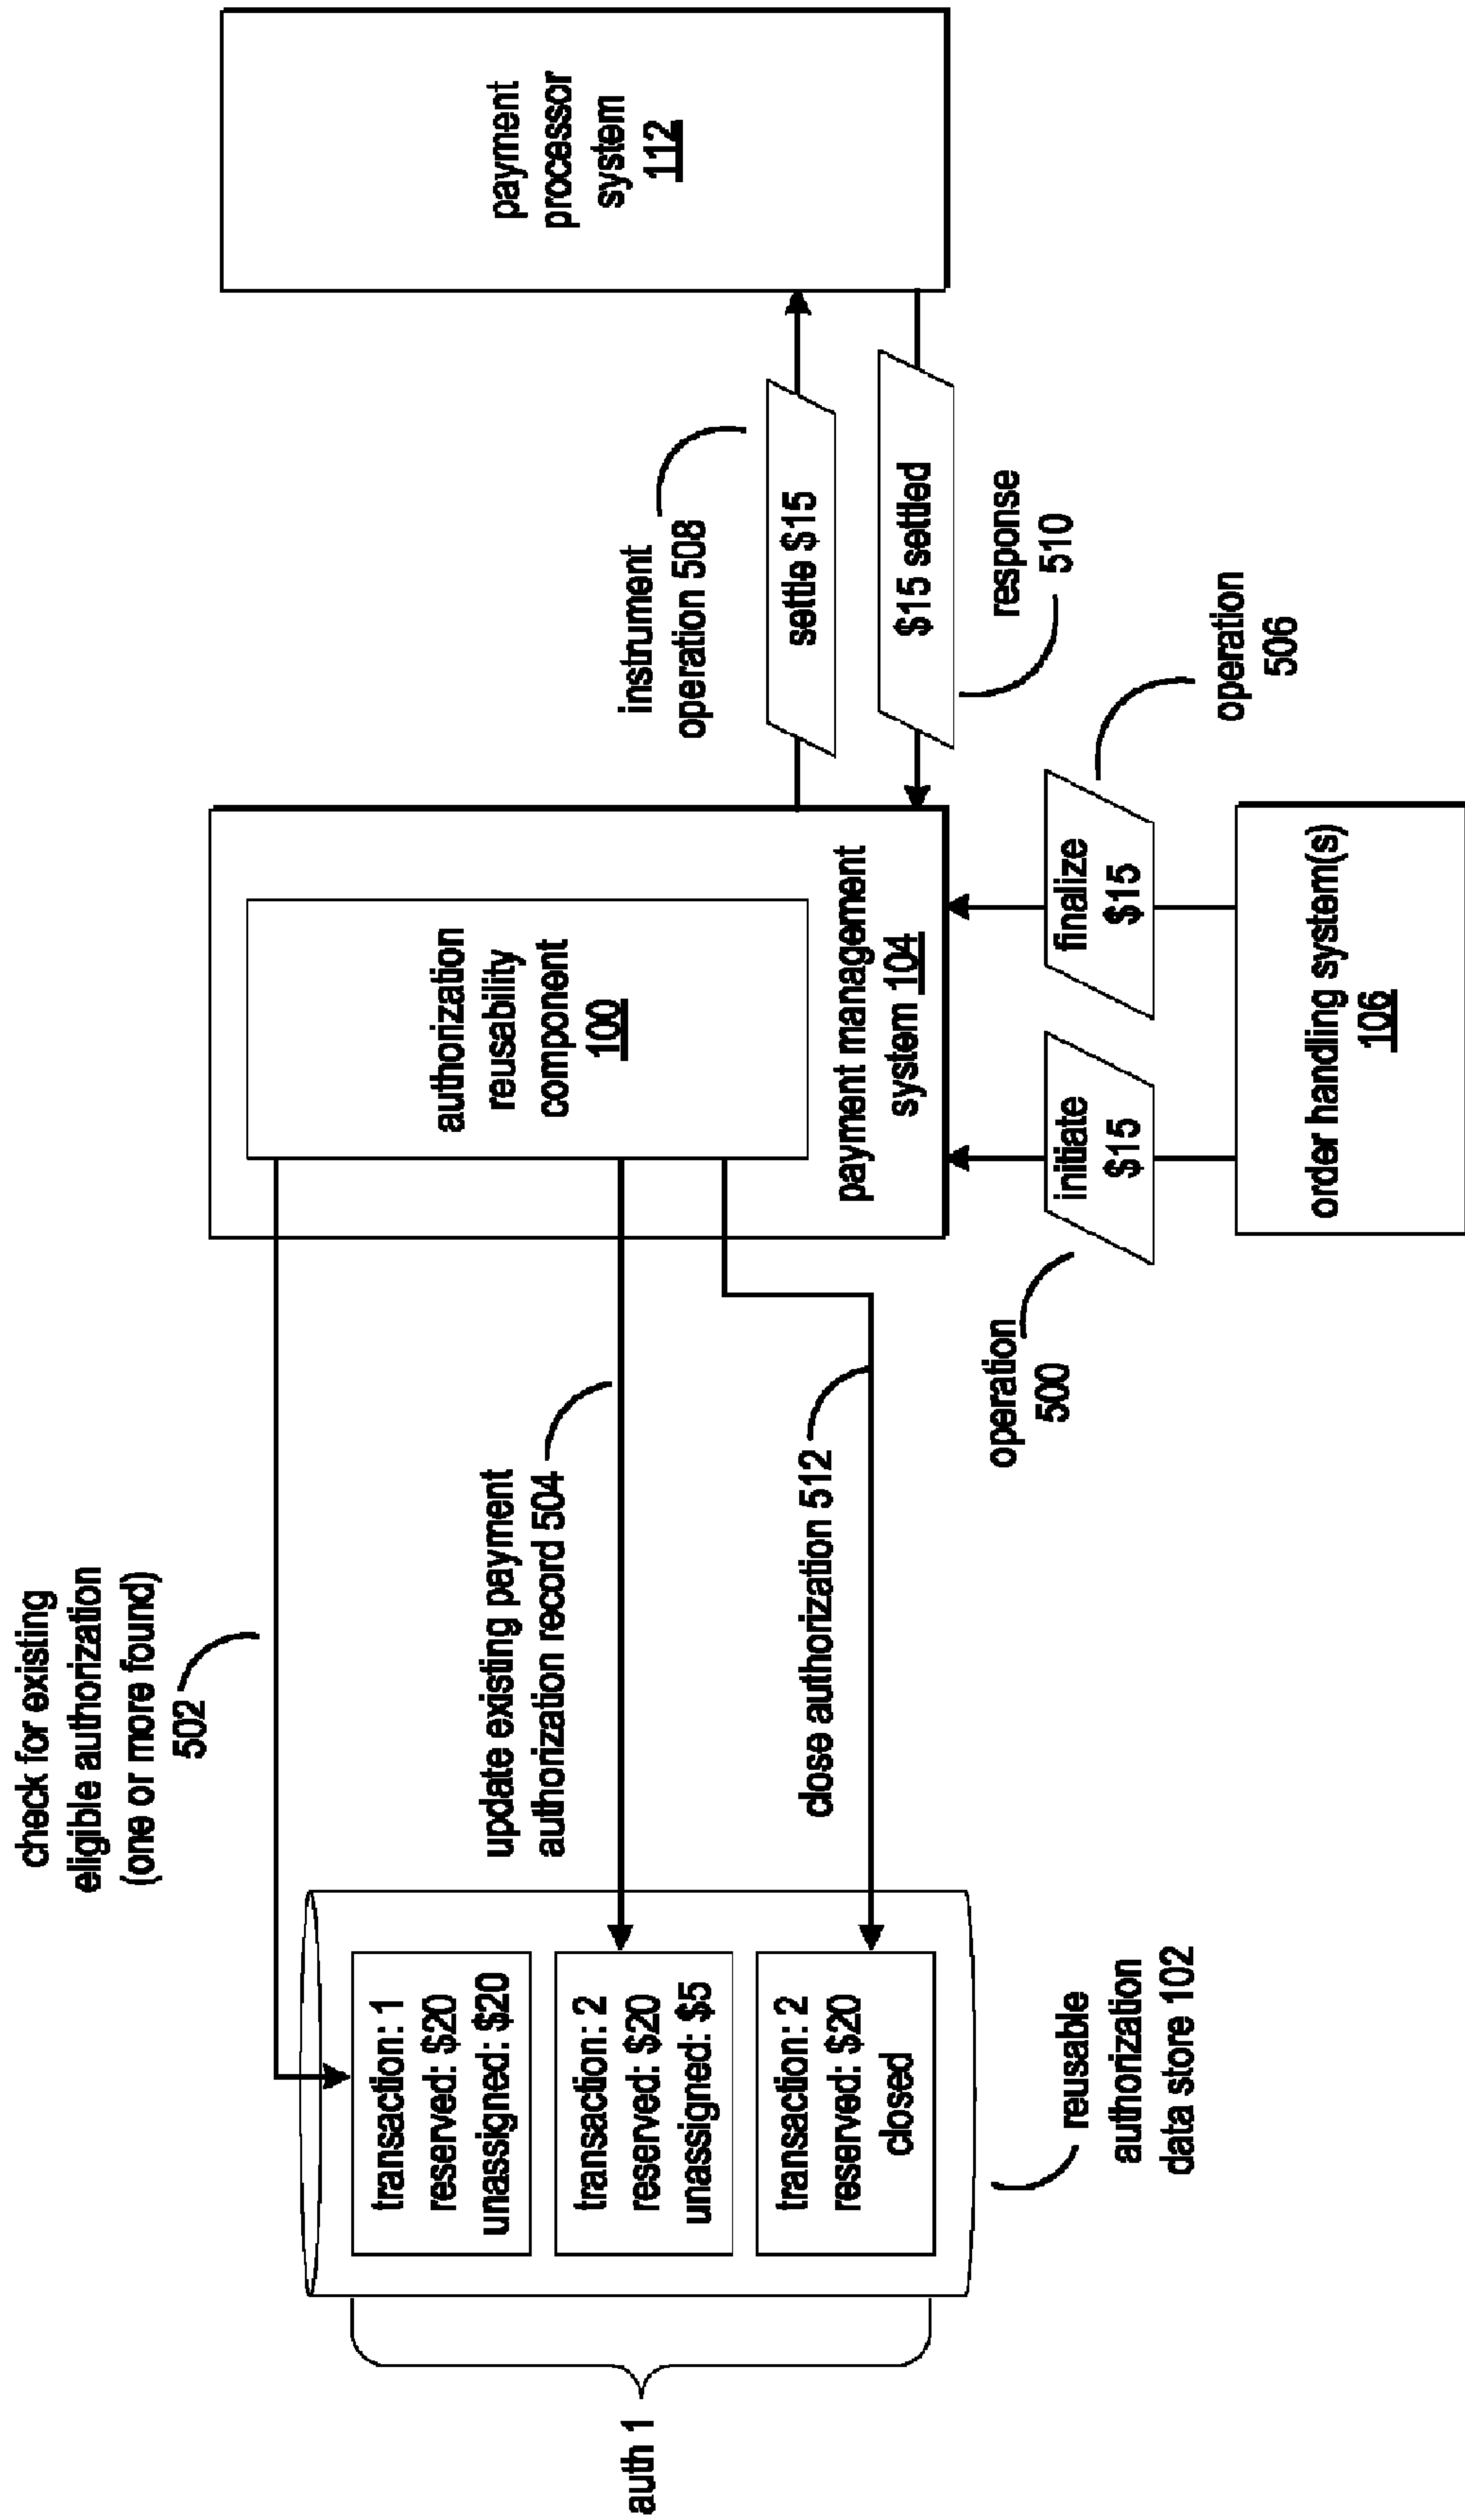 check for existing
eligible authorization
(one or more found)
502
auth 1
transaction: 1
reserved: $20
unassigned: $20
transaction: 2
reserved: $20
unassigned: $5
transaction: 2
reserved: $20
closed
reusable
authorization
data store 102
update existing payment
authorization record 504
close authorization 512
authorization
reusability
component
100
payment management
system 104
operation
500
initiate
$15
finalize
$15
operation
506
order handling system(s)
106
instrument
operation 508
settle $15
$15 settled
response
510
payment
processor
system
112